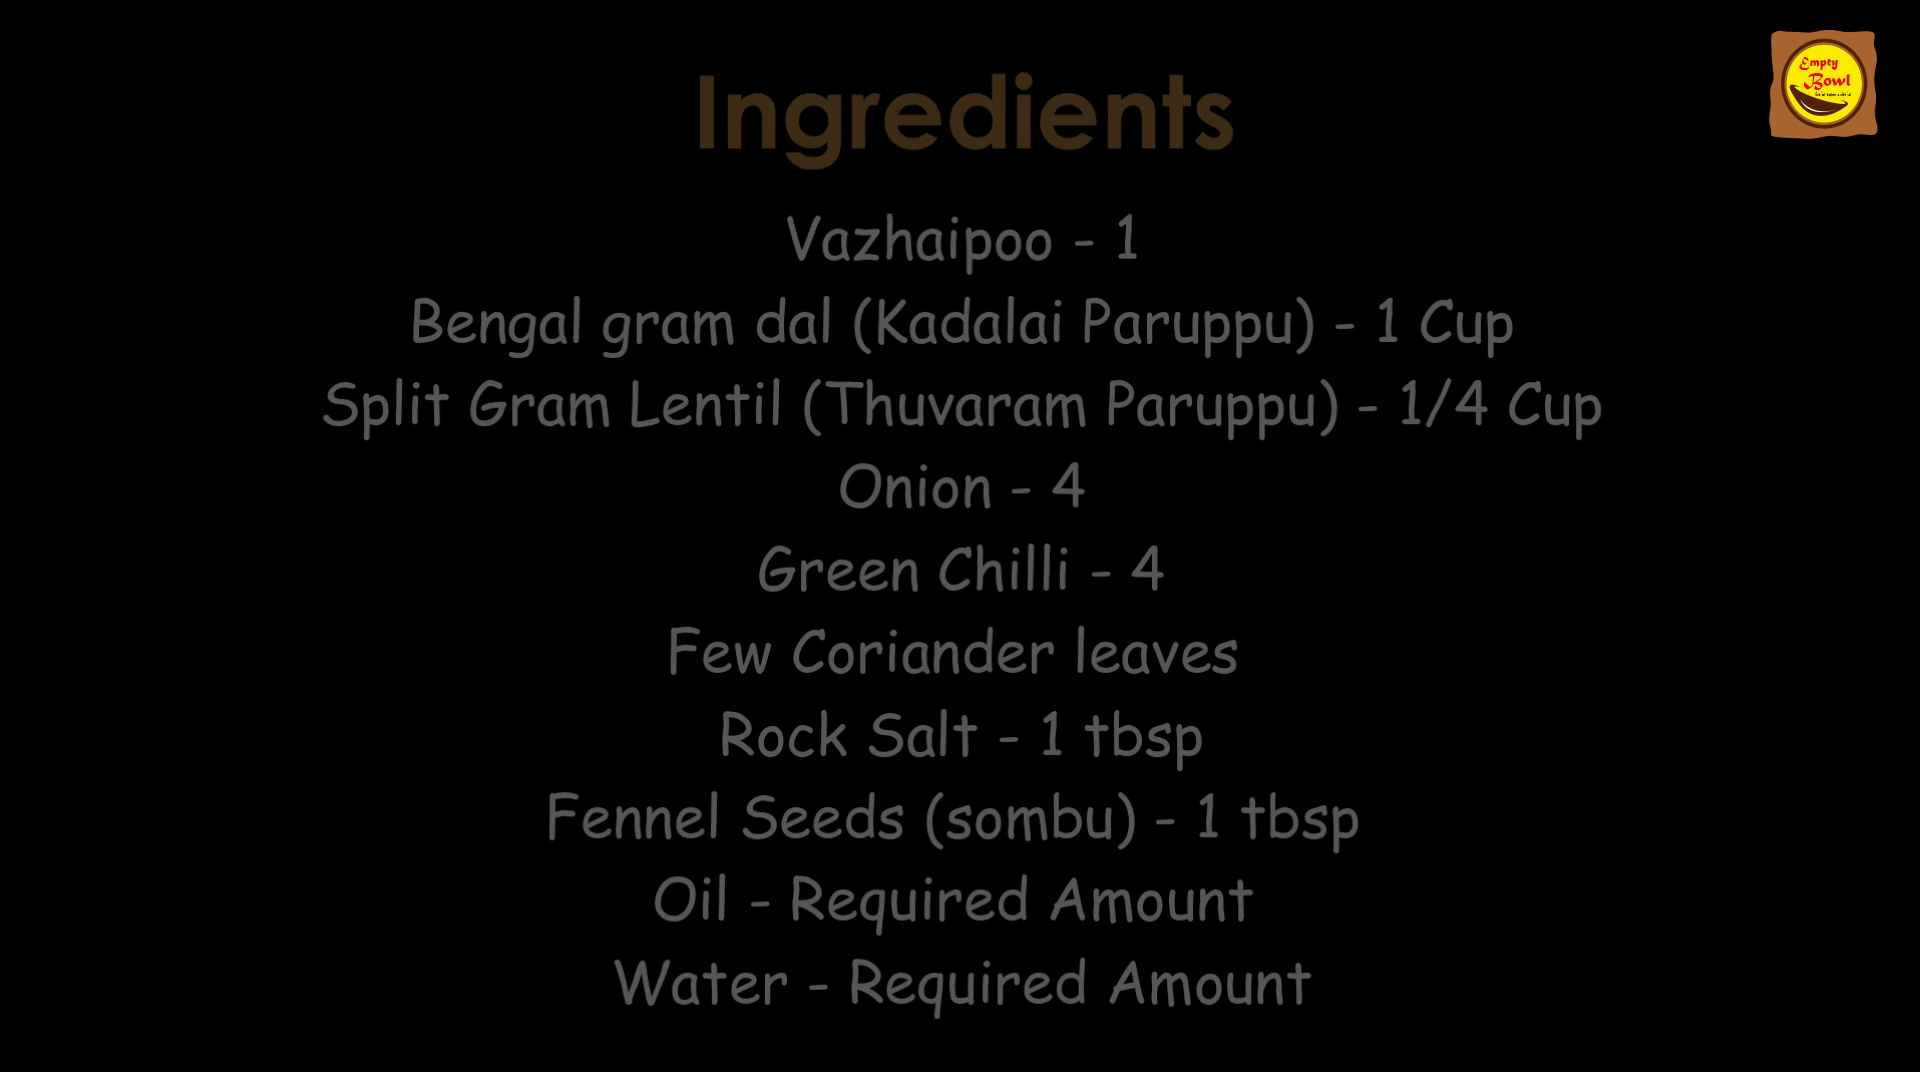 Empty
Bowl
Ingredients
Vazhaipoo - 1
Bengal gram dal (Kadalai Paruppu) - 1 Cup
Split Gram Lentil (Thuvaram Paruppu) - 1/4 Cup
Onion - 4
Green Chilli - 4
Few Coriander leaves
Rock Salt - 1 tbsp
Fennel Seeds (sombu) - 1 tbsp
Oil - Required Amount
Water - Required Amount